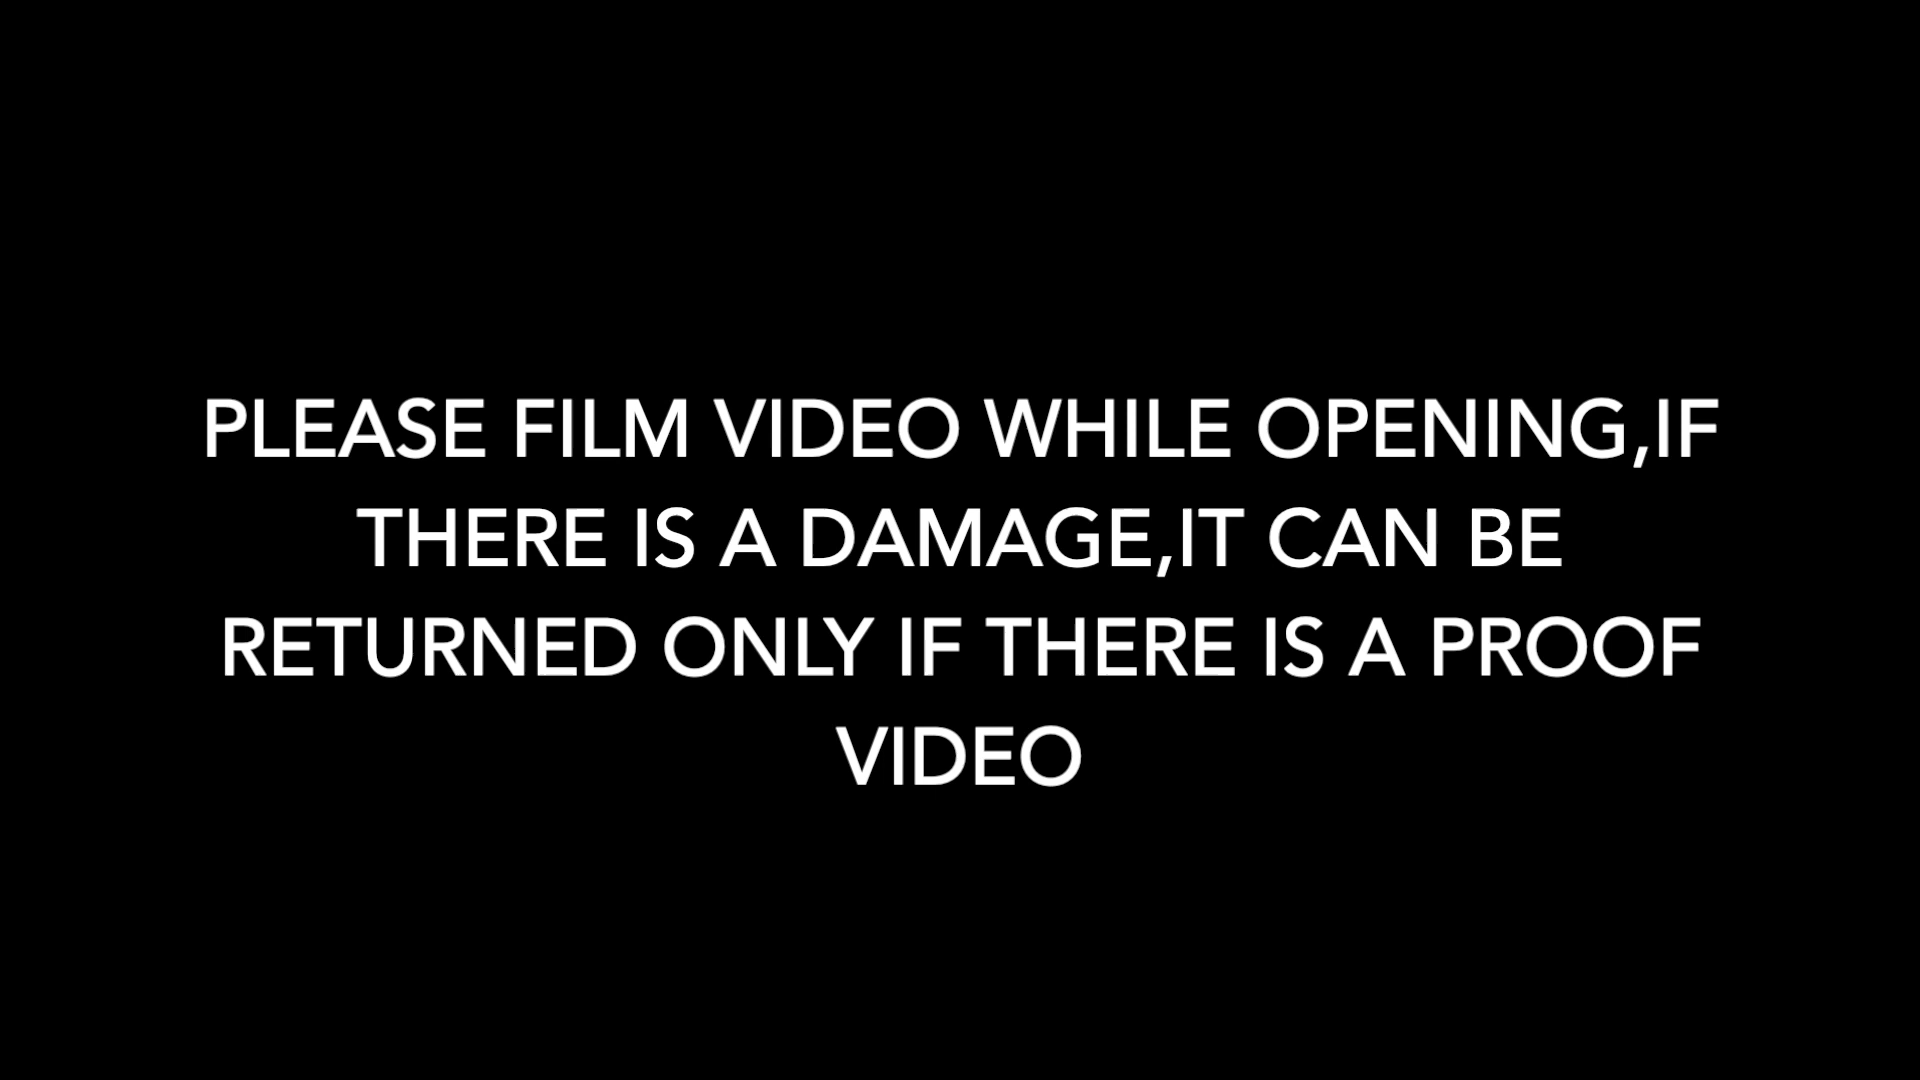 PLEASE FILM VIDEO WHILE OPENING,IF
THERE IS A DAMAGE,IT CAN BE
RETURNED ONLY IF THERE IS A PROOF
VIDEO